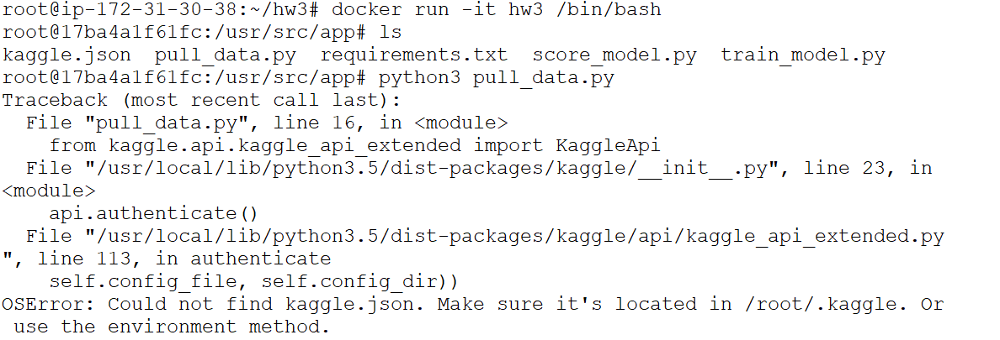 root@ip-172-31-30-38:~/hw3# docker run -it hw3 /bin/bash
root@17ba4a1f61fc:/usr/src/app# ls
kaggle.json  pull_data.py  requirements.txt  score_model.py  train_model.py
root@17ba4a1f61fc:/usr/src/app# python3 pull_data.py
Traceback (most recent call last):
  File "pull_data.py", line 16, in <module>
    from kaggle.api.kaggle_api_extended import KaggleApi
  File "/usr/local/lib/python3.5/dist-packages/kaggle/__init__.py", line 23, in
<module>
    api.authenticate()
  File "/usr/local/lib/python3.5/dist-packages/kaggle/api/kaggle_api_extended.py
", line 113, in authenticate
    self.config_file, self.config_dir))
OSError: Could not find kaggle.json. Make sure it's located in /root/.kaggle. Or
 use the environment method.